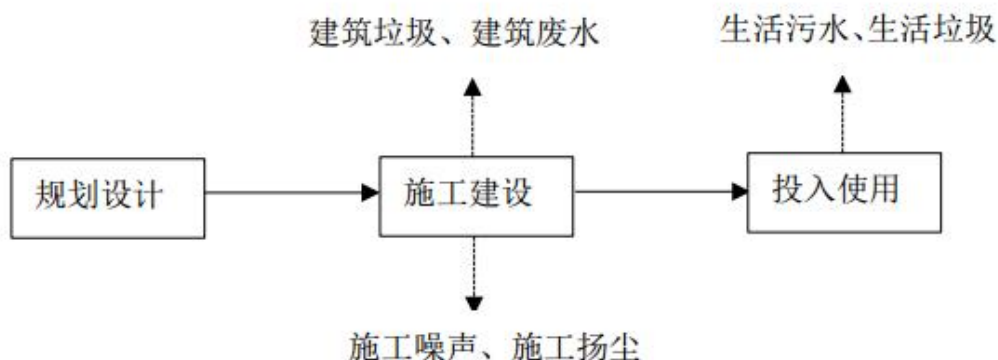 建筑垃圾、建筑废水
生活污水、生活垃圾
规划设计
施工建设
投入使用
施工噪声、施工扬尘